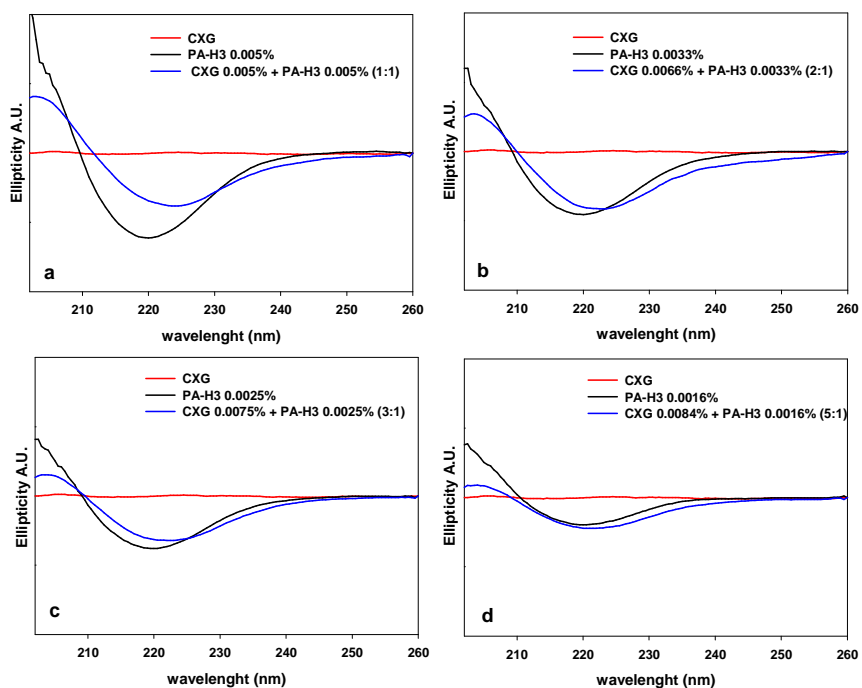 CXG
PA-H3 0.005%
CXG 0.005% + PA-H3 0.005% (1:1)
Ellipticity A.U.
a
210 220 230 240 250 260
wavelenght (nm)
CXG
PA-H3 0.0033%
CXG 0.0066% + PA-H3 0.0033% (2:1)
Ellipticity A.U.
b
210 220 230 240 250 260
wavelenght (nm)
CXG
PA-H3 0.0025%
CXG 0.0075% + PA-H3 0.0025% (3:1)
Ellipticity A.U.
c
210 220 230 240 250 260
wavelenght (nm)
CXG
PA-H3 0.0016%
CXG 0.0084% + PA-H3 0.0016% (5:1)
Ellipticity A.U.
d
210 220 230 240 250 260
wavelenght (nm)